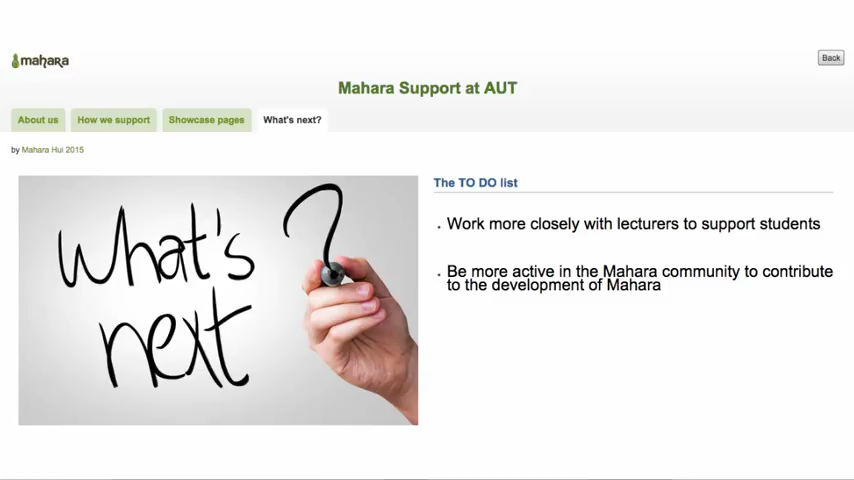 mahara
Back
Mahara Support at AUT
About us
How we support
Showcase pages
What's next?
by Mahara Hui 2015
What's
next
?
The TO DO list
Work more closely with lecturers to support students
Be more active in the Mahara community to contribute
to the development of Mahara